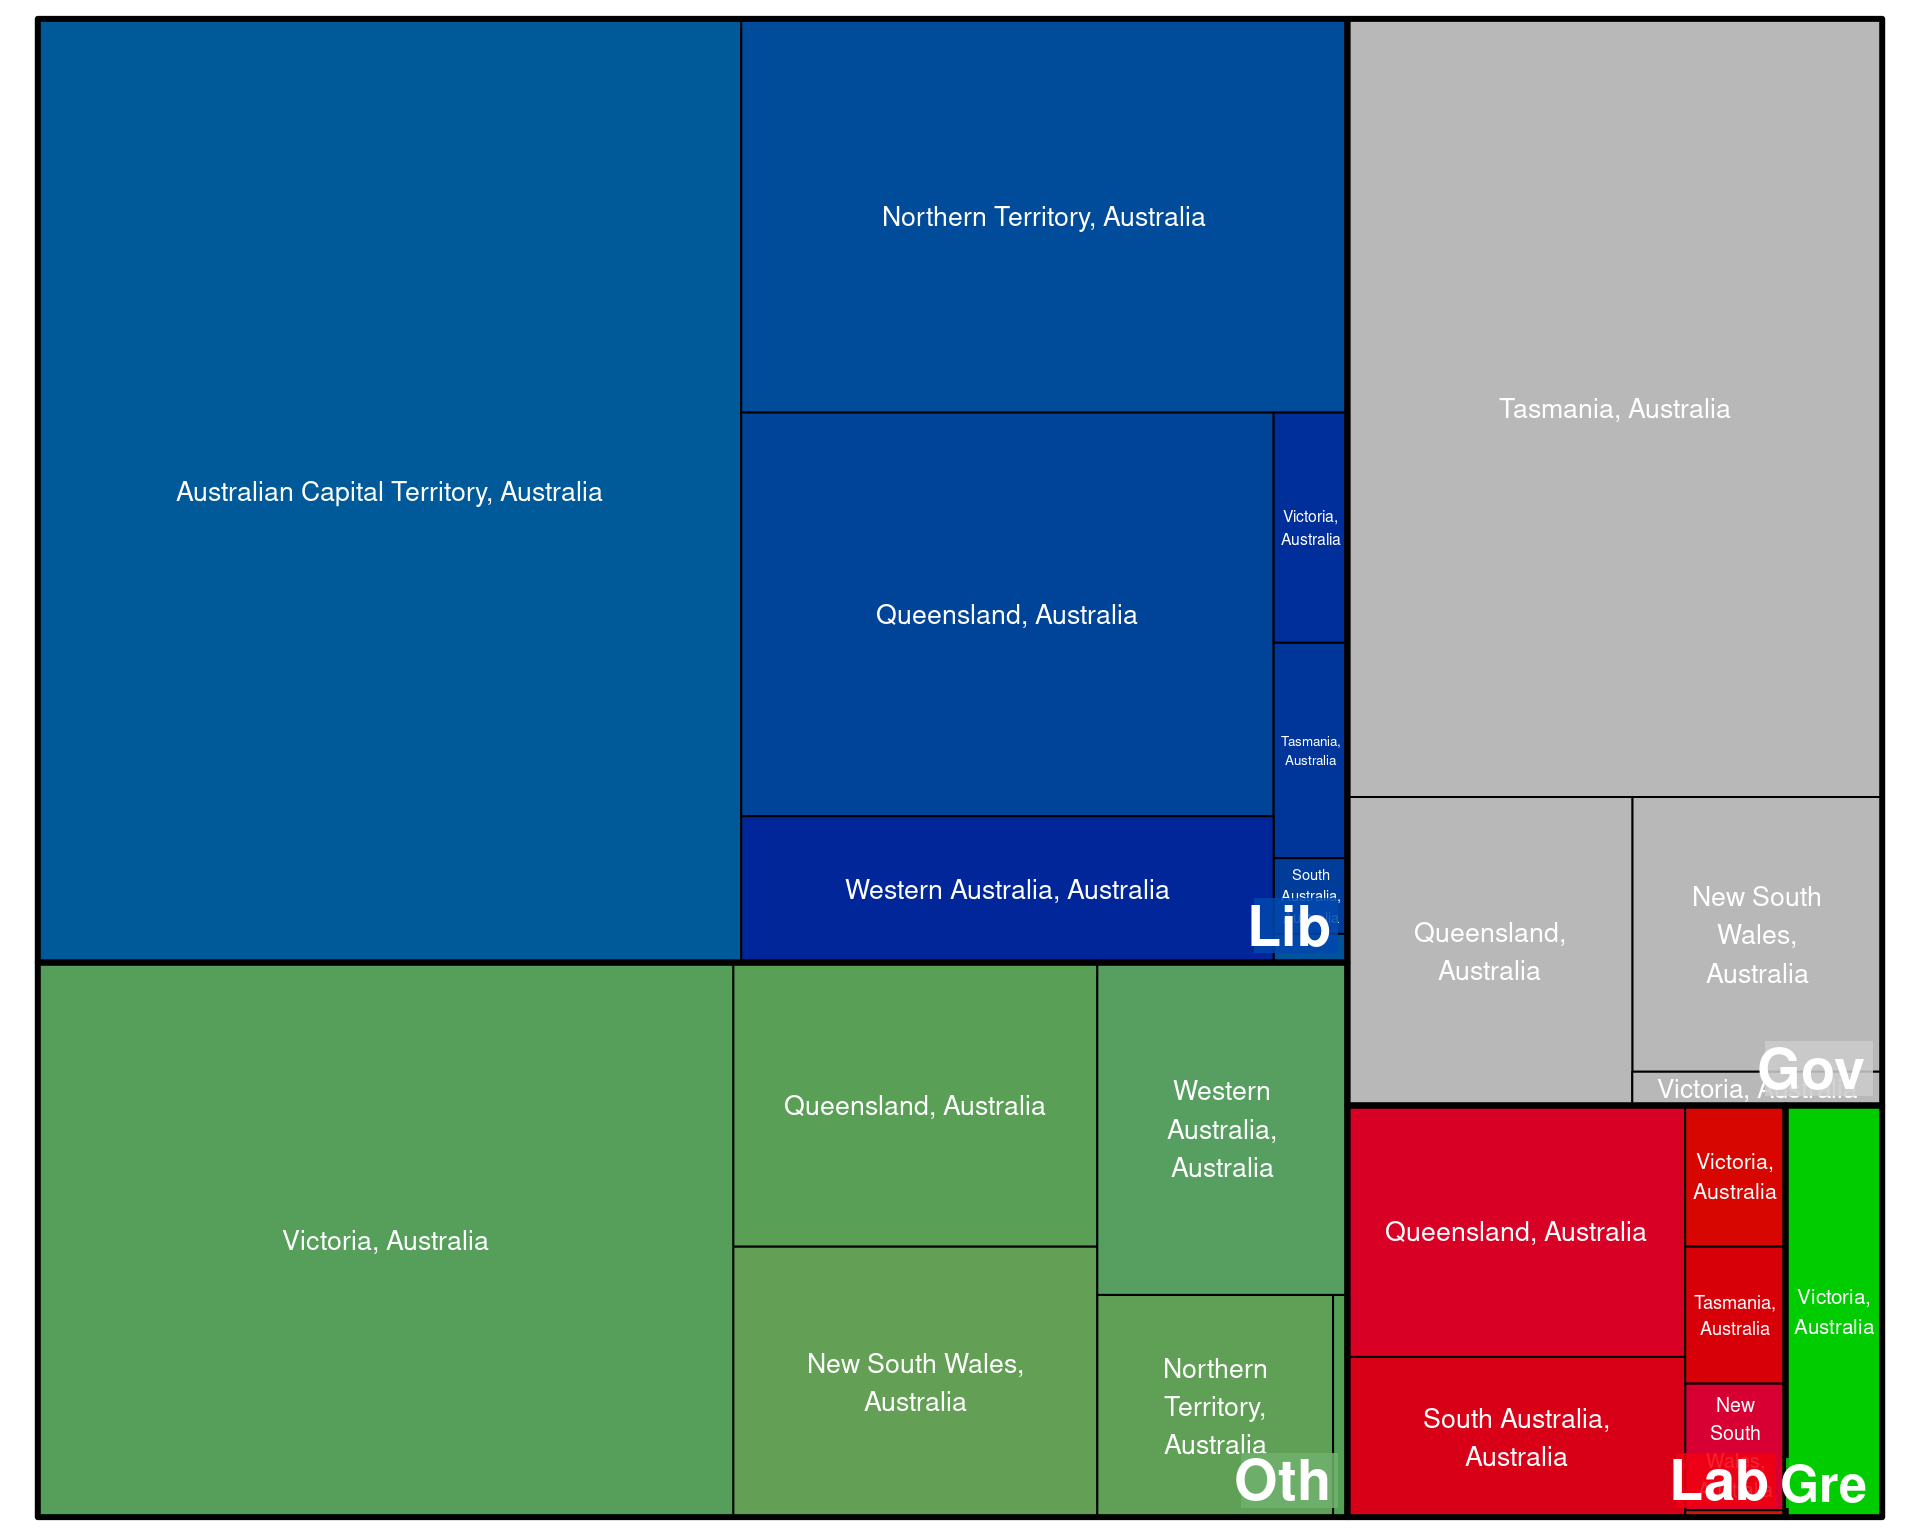 Australian Capital Territory, Australia
Northern Territory, Australia
Queensland, Australia
Victoria,
Australia
Tasmania,
Australia
Western Australia, Australia
South
Australia,
Lib
Tasmania, Australia
Queensland,
Australia
New South
Wales,
Australia
Victoria, Australia
Gov
Victoria, Australia
Queensland, Australia
New South Wales,
Australia
Western
Australia,
Australia
Northern
Territory,
Australia
Oth
Queensland, Australia
South Australia,
Australia
Victoria,
Australia
Tasmania,
Australia
New
South
Wales,
Lab
Victoria,
Australia
Gre